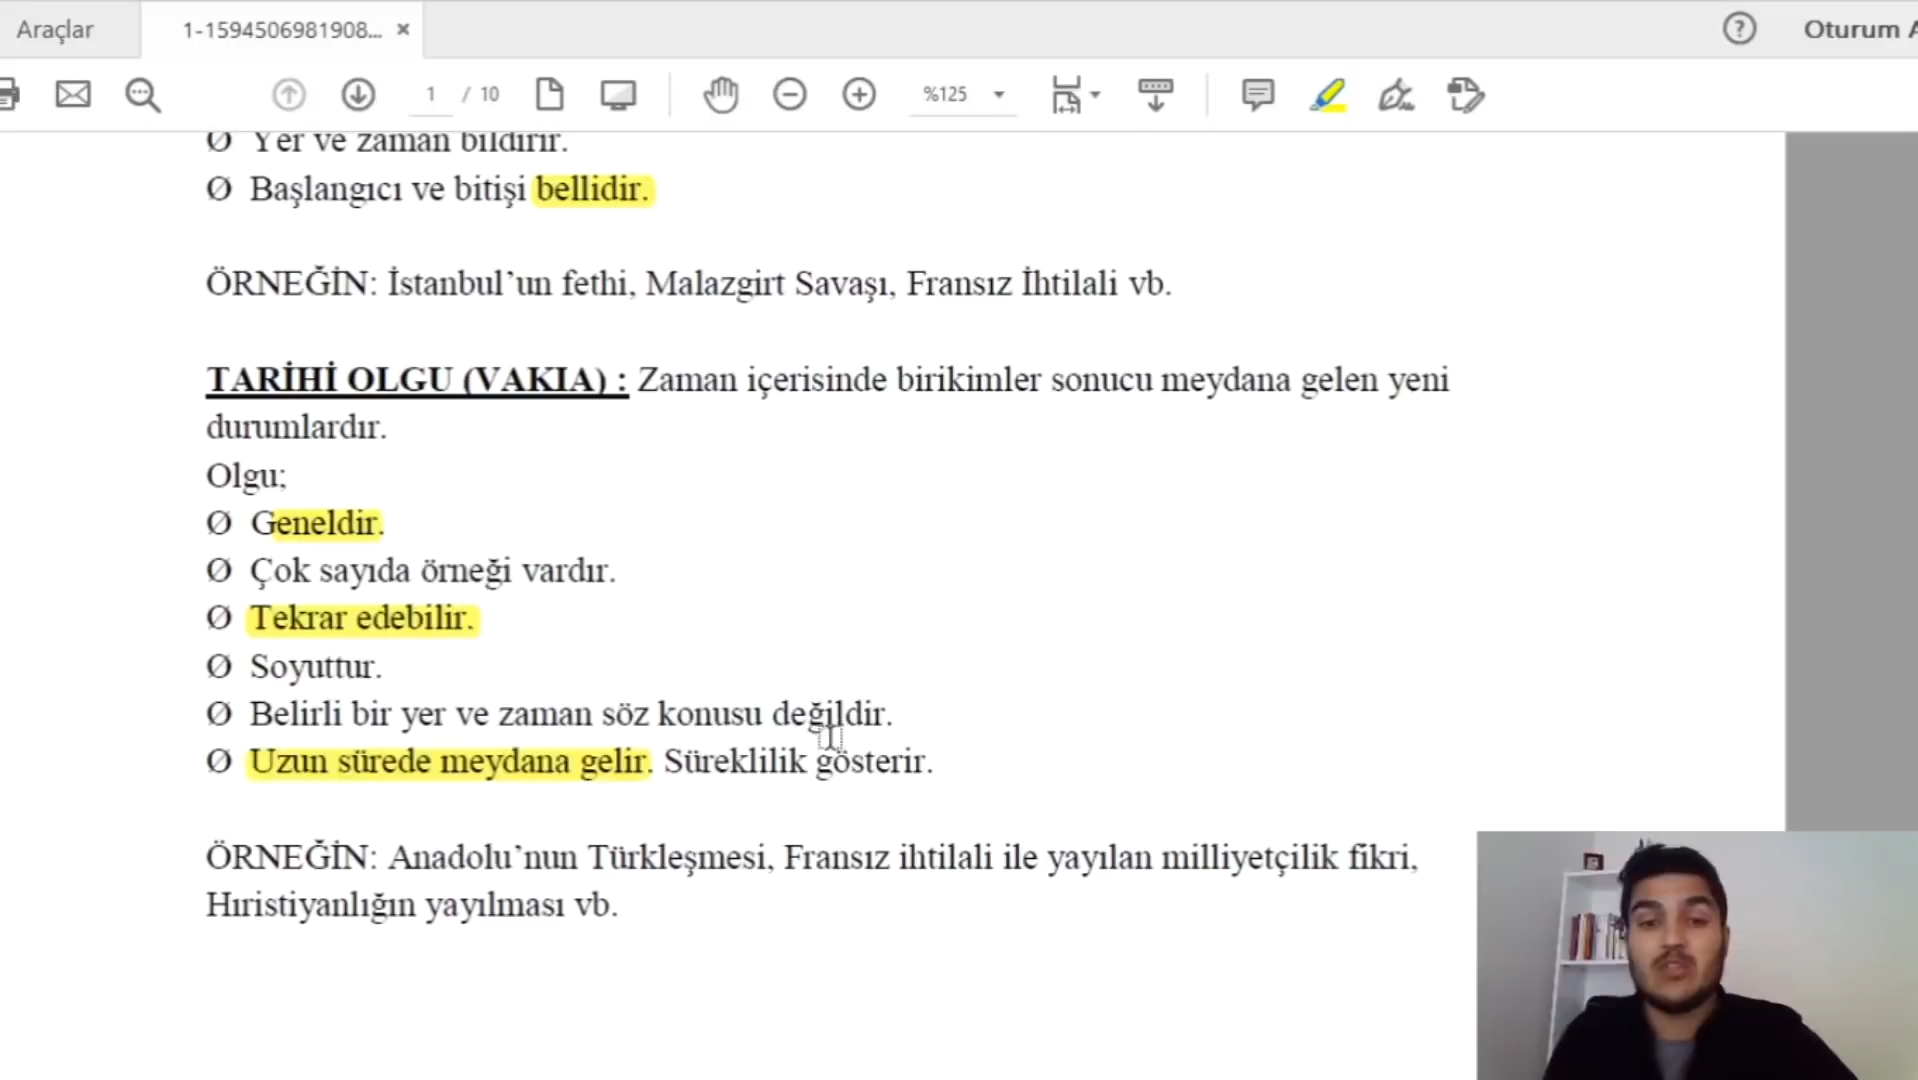 Araçlar
1-1594506981908...
Oturum A
1 / 10
%125
Ø Yer ve zaman bildirir.
Ø Başlangıcı ve bitişi bellidir.
ÖRNEĞİN: İstanbul’un fethi, Malazgirt Savaşı, Fransız İhtilali vb.
TARİHİ OLGU (VAKIA) : Zaman içerisinde birikimler sonucu meydana gelen yeni
durumlardır.
Olgu;
Ø Geneldir.
Ø Çok sayıda örneği vardır.
Ø Tekrar edebilir.
Ø Soyuttur.
Ø Belirli bir yer ve zaman söz konusu değildir.
Ø Uzun sürede meydana gelir. Süreklilik gösterir.
ÖRNEĞİN: Anadolu’nun Türkleşmesi, Fransız ihtilali ile yayılan milliyetçilik fikri,
Hıristiyanlığın yayılması vb.